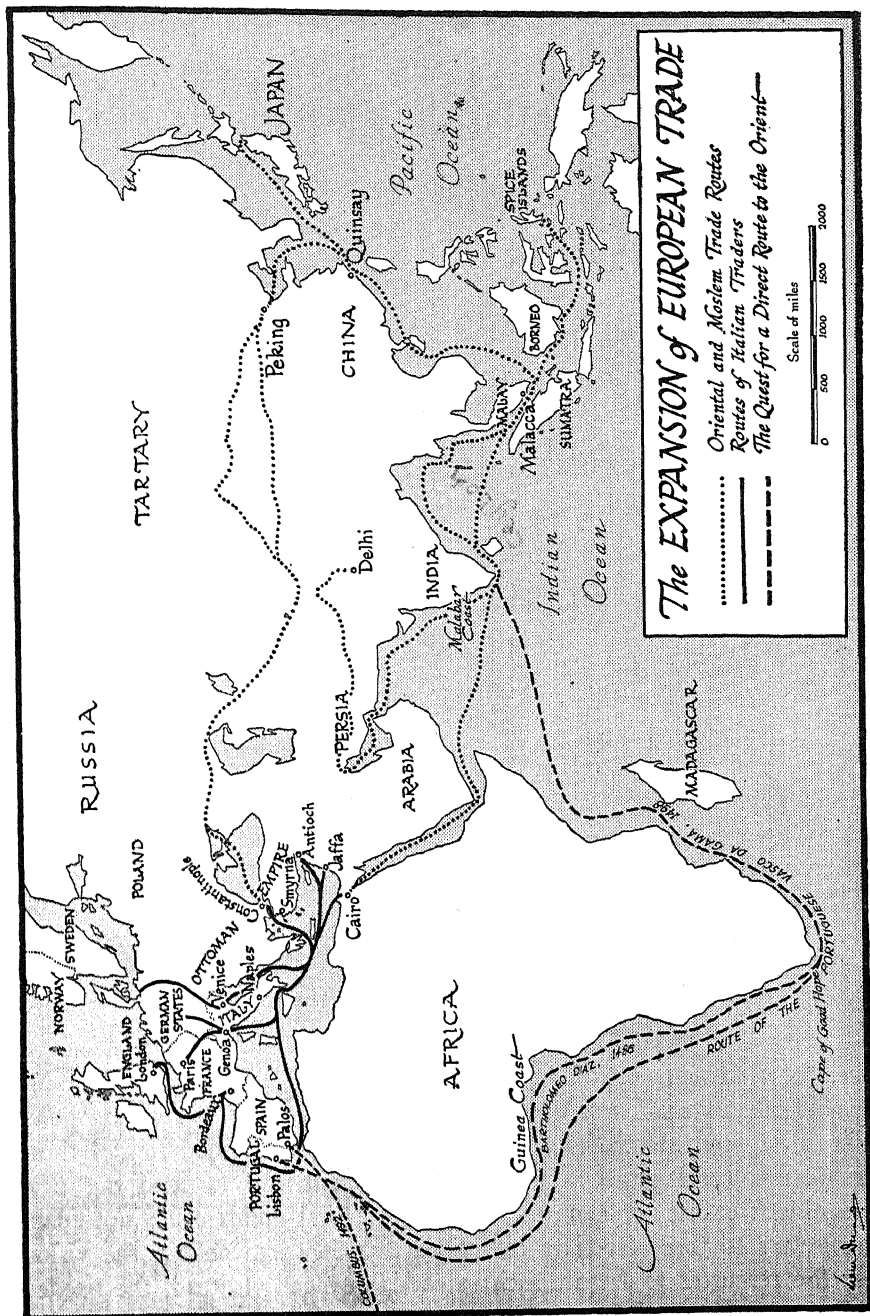 The EXPANSION of EUROPEAN TRADE
Oriental and Moslem Trade Routes
Routes of Italian Traders
The Quest for a Direct Route to the Orient
Scale of miles
0 500 1000 1500 2000
NORWAY
SWEDEN
RUSSIA
TARTARY
ENGLAND
London
GERMAN
STATES
POLAND
Paris
FRANCE
Bordeaux
Genoa
Venice
ITALY
Naples
OTTOMAN
EMPIRE
Constantinople
Smyrna
Antioch
Jaffa
Cairo
PORTUGAL
SPAIN
Lisbon
Palos
Atlantic
Ocean
COLUMBUS, 1492
PERSIA
ARABIA
Delhi
INDIA
Malabar
Coast
Peking
CHINA
Quinsay
JAPAN
Pacific
Ocean
SPICE
ISLANDS
BORNEO
MALAY
Malacca
SUMATRA
Indian
Ocean
AFRICA
Guinea Coast
BARTHOLOMEO DIAZ, 1488
ROUTE OF THE PORTUGUESE
VASCO DA GAMA, 1498
Cape of Good Hope
MADAGASCAR
Atlantic
Ocean